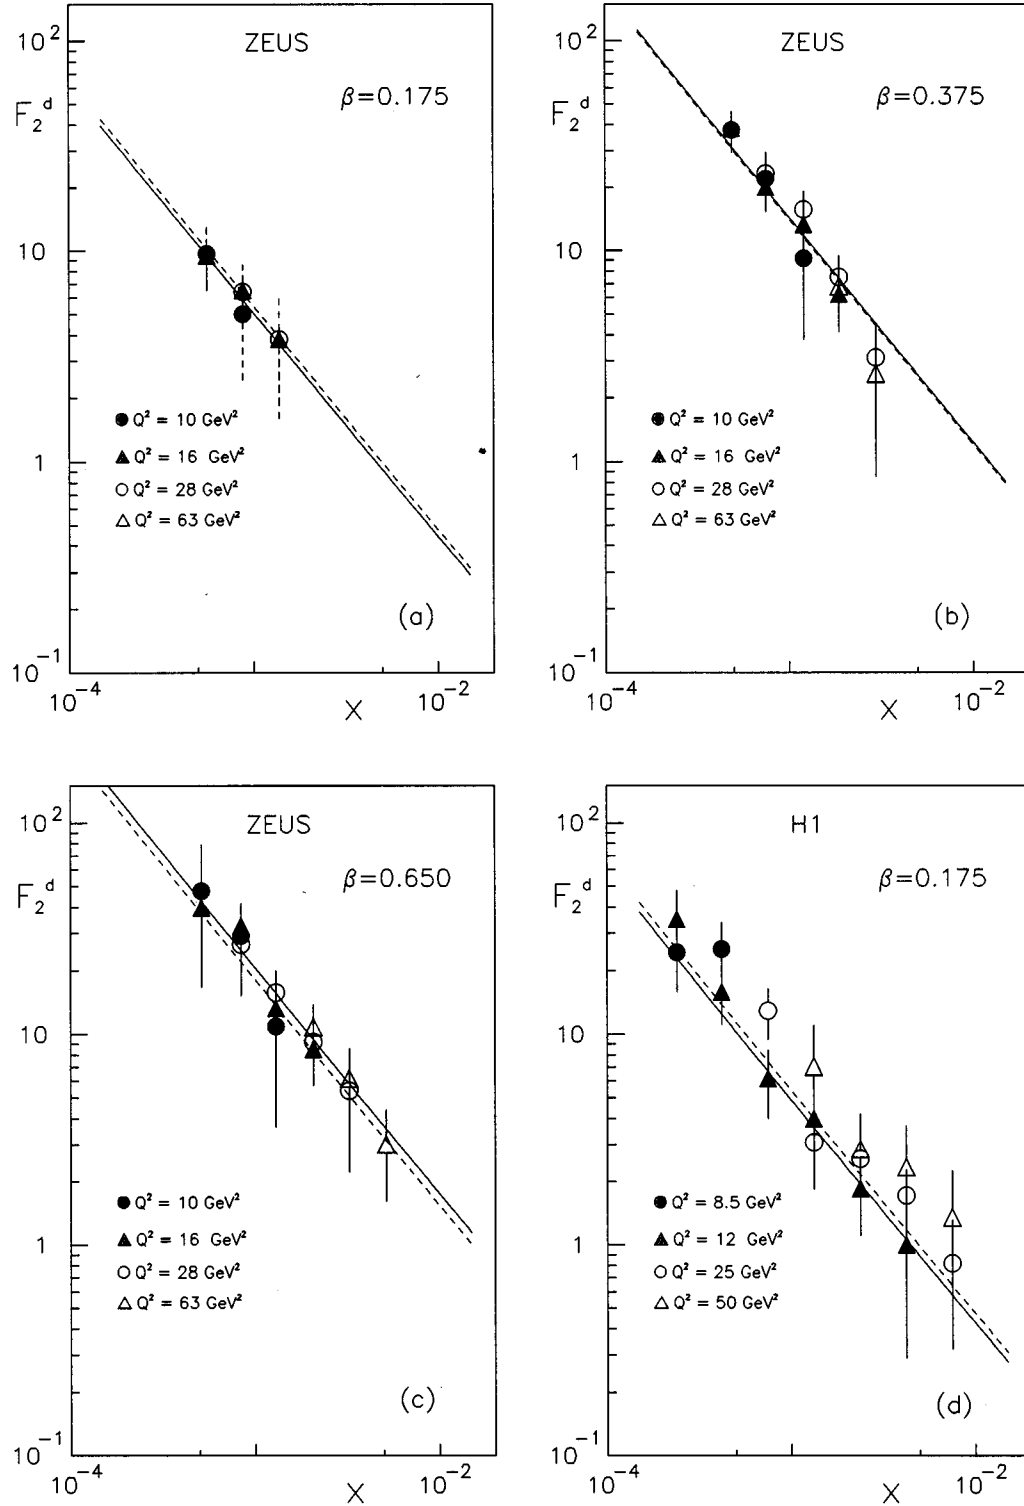 ZEUS
β=0.175
F₂ᵈ
10²
10
1
10⁻¹
● Q² = 10 GeV²
▲ Q² = 16 GeV²
○ Q² = 28 GeV²
△ Q² = 63 GeV²
(a)
10⁻⁴
10⁻²
X
ZEUS
β=0.375
F₂ᵈ
10²
10
1
10⁻¹
● Q² = 10 GeV²
▲ Q² = 16 GeV²
○ Q² = 28 GeV²
△ Q² = 63 GeV²
(b)
10⁻⁴
10⁻²
X
ZEUS
β=0.650
F₂ᵈ
10²
10
1
10⁻¹
● Q² = 10 GeV²
▲ Q² = 16 GeV²
○ Q² = 28 GeV²
△ Q² = 63 GeV²
(c)
10⁻⁴
10⁻²
X
H1
β=0.175
F₂ᵈ
10²
10
1
10⁻¹
● Q² = 8.5 GeV²
▲ Q² = 12 GeV²
○ Q² = 25 GeV²
△ Q² = 50 GeV²
(d)
10⁻⁴
10⁻²
X